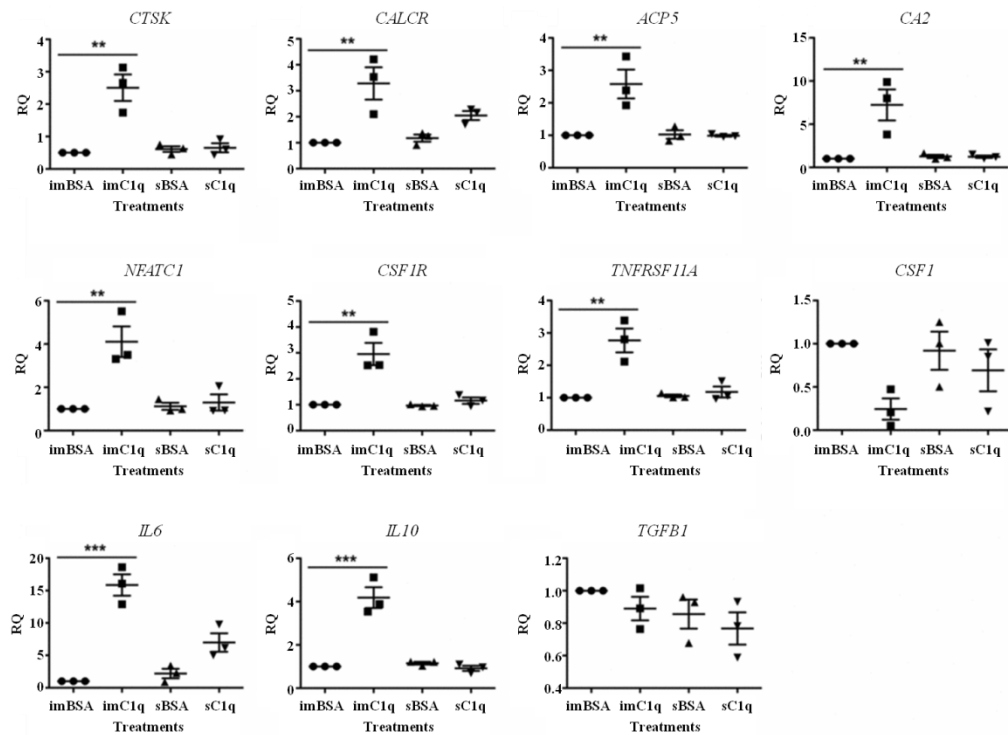 CTSK
**
4
3
2
1
0
RQ
imBSA imC1q sBSA sC1q
Treatments
CALCR
**
5
4
3
2
1
0
RQ
imBSA imC1q sBSA sC1q
Treatments
ACP5
**
4
3
2
1
0
RQ
imBSA imC1q sBSA sC1q
Treatments
CA2
**
15
10
5
0
RQ
imBSA imC1q sBSA sC1q
Treatments
NFATC1
**
6
4
2
0
RQ
imBSA imC1q sBSA sC1q
Treatments
CSF1R
**
5
4
3
2
1
0
RQ
imBSA imC1q sBSA sC1q
Treatments
TNFRSF11A
**
4
3
2
1
0
RQ
imBSA imC1q sBSA sC1q
Treatments
CSF1
1.5
1.0
0.5
0.0
RQ
imBSA imC1q sBSA sC1q
Treatments
IL6
***
20
15
10
5
0
RQ
imBSA imC1q sBSA sC1q
Treatments
IL10
***
6
4
2
0
RQ
imBSA imC1q sBSA sC1q
Treatments
TGFB1
1.2
1.0
0.8
0.6
0.4
RQ
imBSA imC1q sBSA sC1q
Treatments